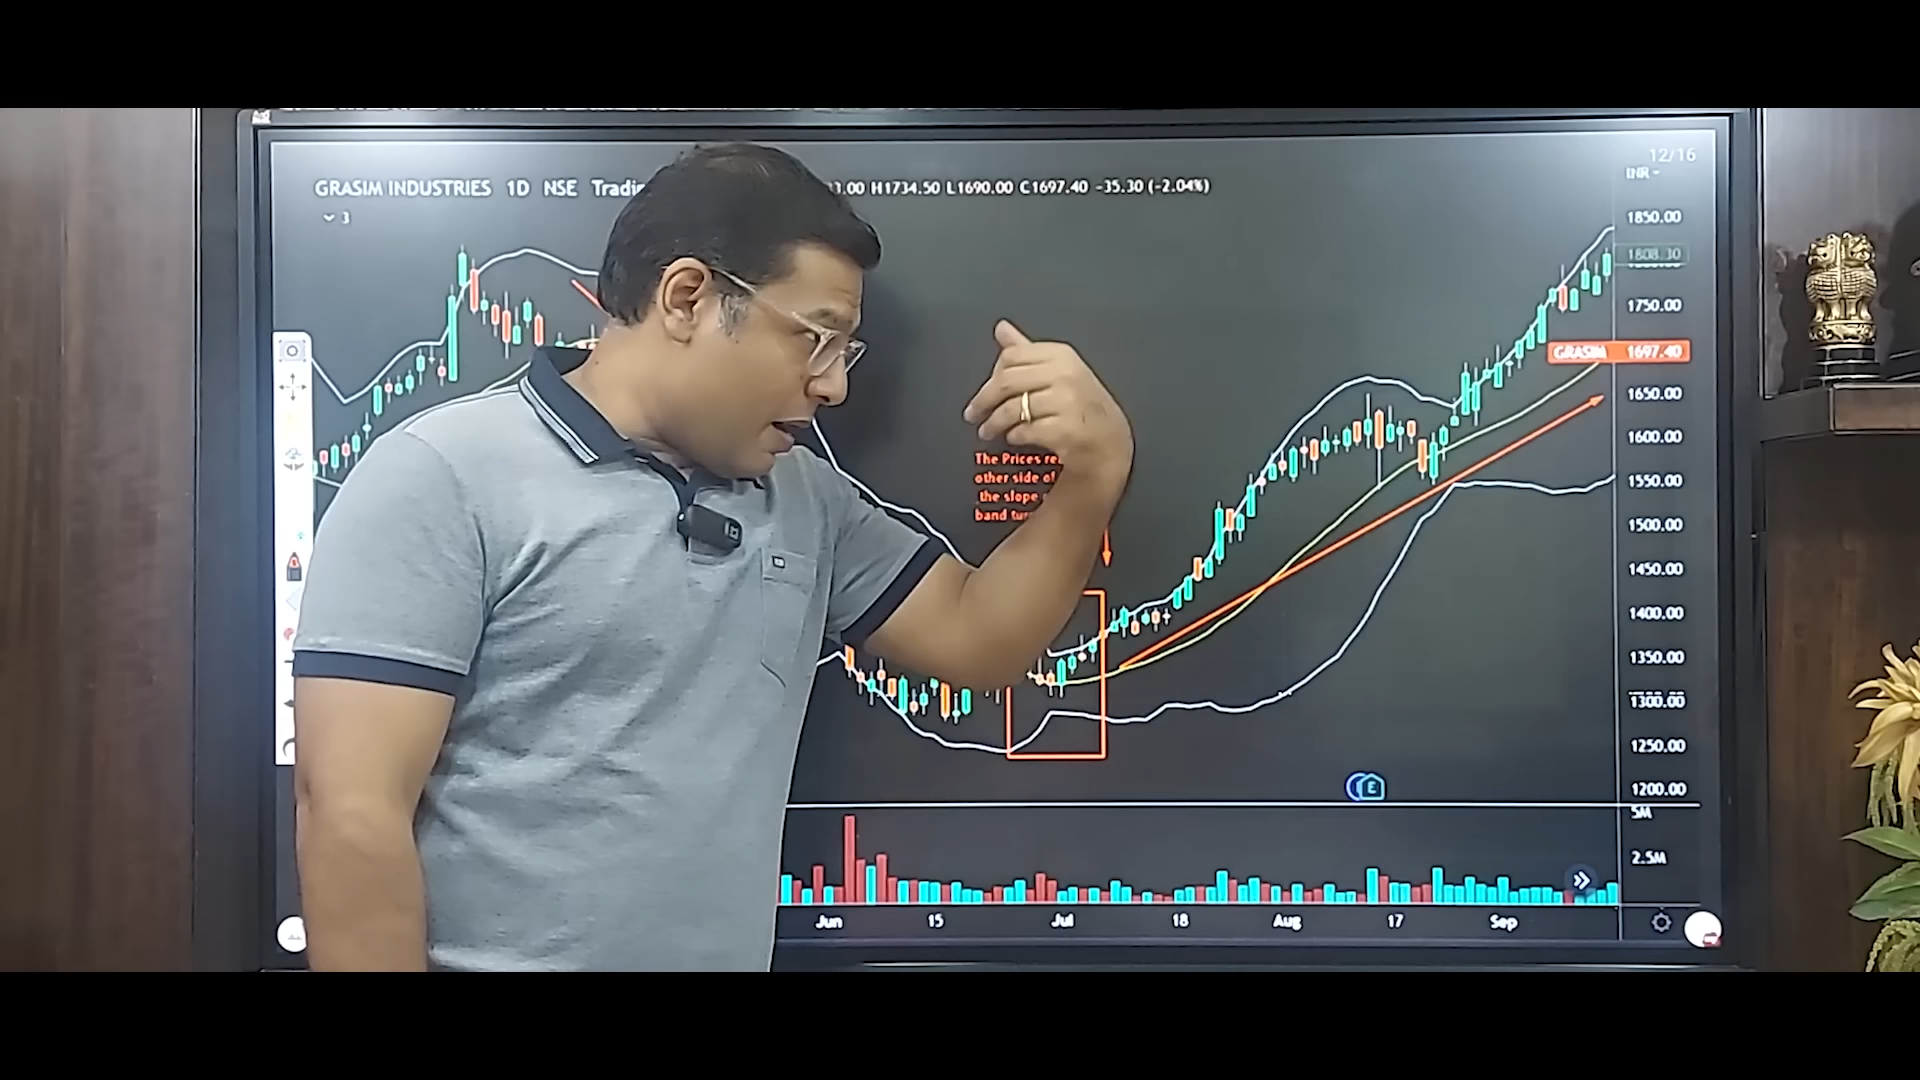 12/16
GRASIM INDUSTRIES 1D NSE
3.00 H1734.50 L1690.00 C1697.40 -35.30 (-2.04%)
INR
3
1850.00
1808.30
1750.00
GRASIM 1697.40
1650.00
1600.00
The Prices
other side of
the slope
band
1550.00
1500.00
1450.00
1400.00
1350.00
1300.00
1250.00
E
1200.00
5M
2.5M
Jun 15 Jul 18 Aug 17 Sep